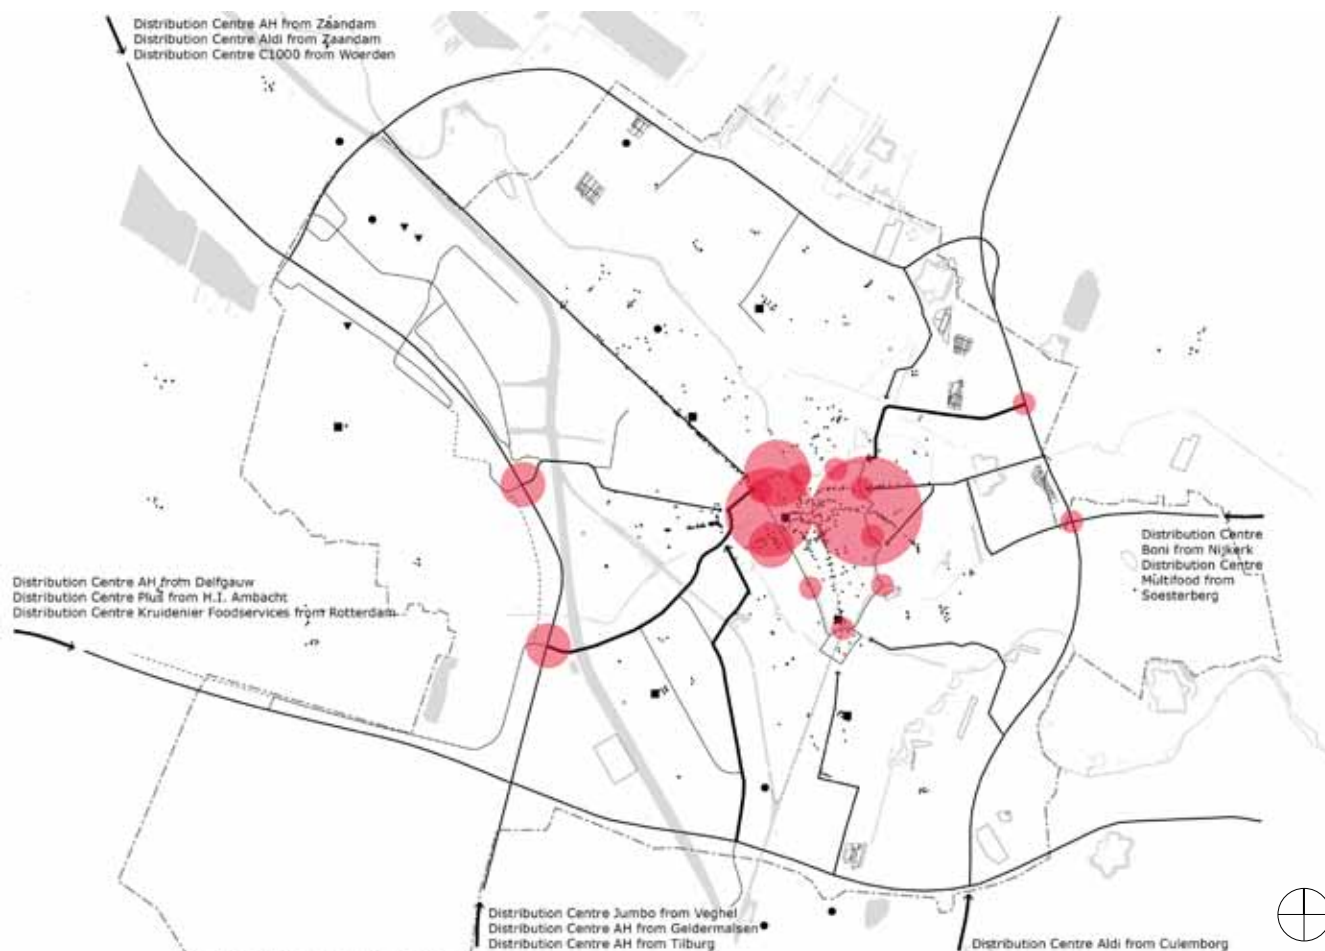 Distribution Centre AH from Zaandam
Distribution Centre Aldi from Zaandam
Distribution Centre C1000 from Woerden
Distribution Centre AH from Delfgauw
Distribution Centre Plus from H.I. Ambacht
Distribution Centre Kruidenier Foodservices from Rotterdam
Distribution Centre
Boni from Nijkerk
Distribution Centre
Multifood from
Soesterberg
Distribution Centre Jumbo from Veghel
Distribution Centre AH from Geldermalsen
Distribution Centre AH from Tilburg
Distribution Centre Aldi from Culemborg